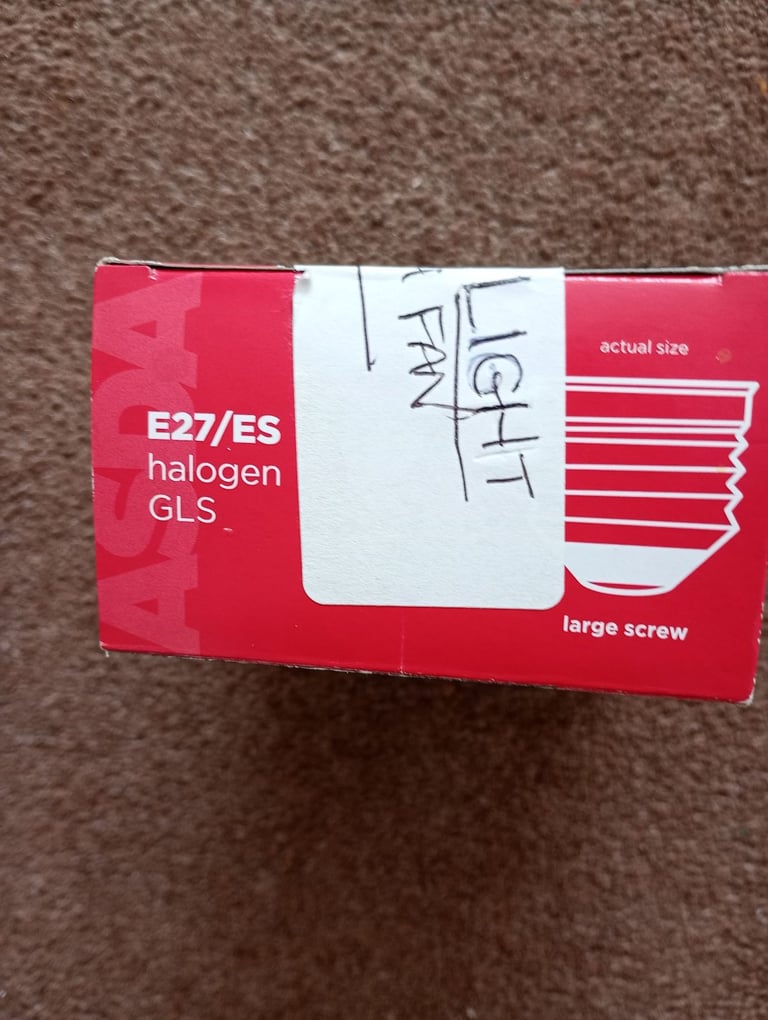 ASDA
E27/ES
halogen
GLS
LIGHT
FAN
actual size
large screw